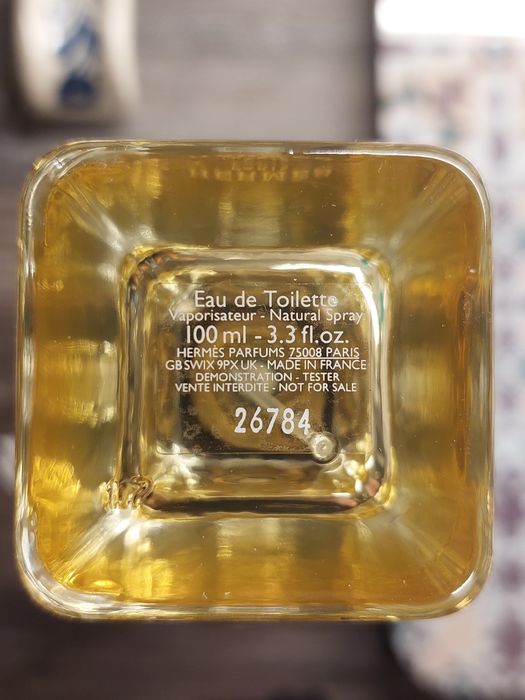 Eau de Toilette
Vaporisateur - Natural Spray
100 ml - 3.3 fl.oz.
HERMÈS PARFUMS 75008 PARIS
GB SWIX 9PX UK - MADE IN FRANCE
DEMONSTRATION - TESTER
VENTE INTERDITE - NOT FOR SALE
26784